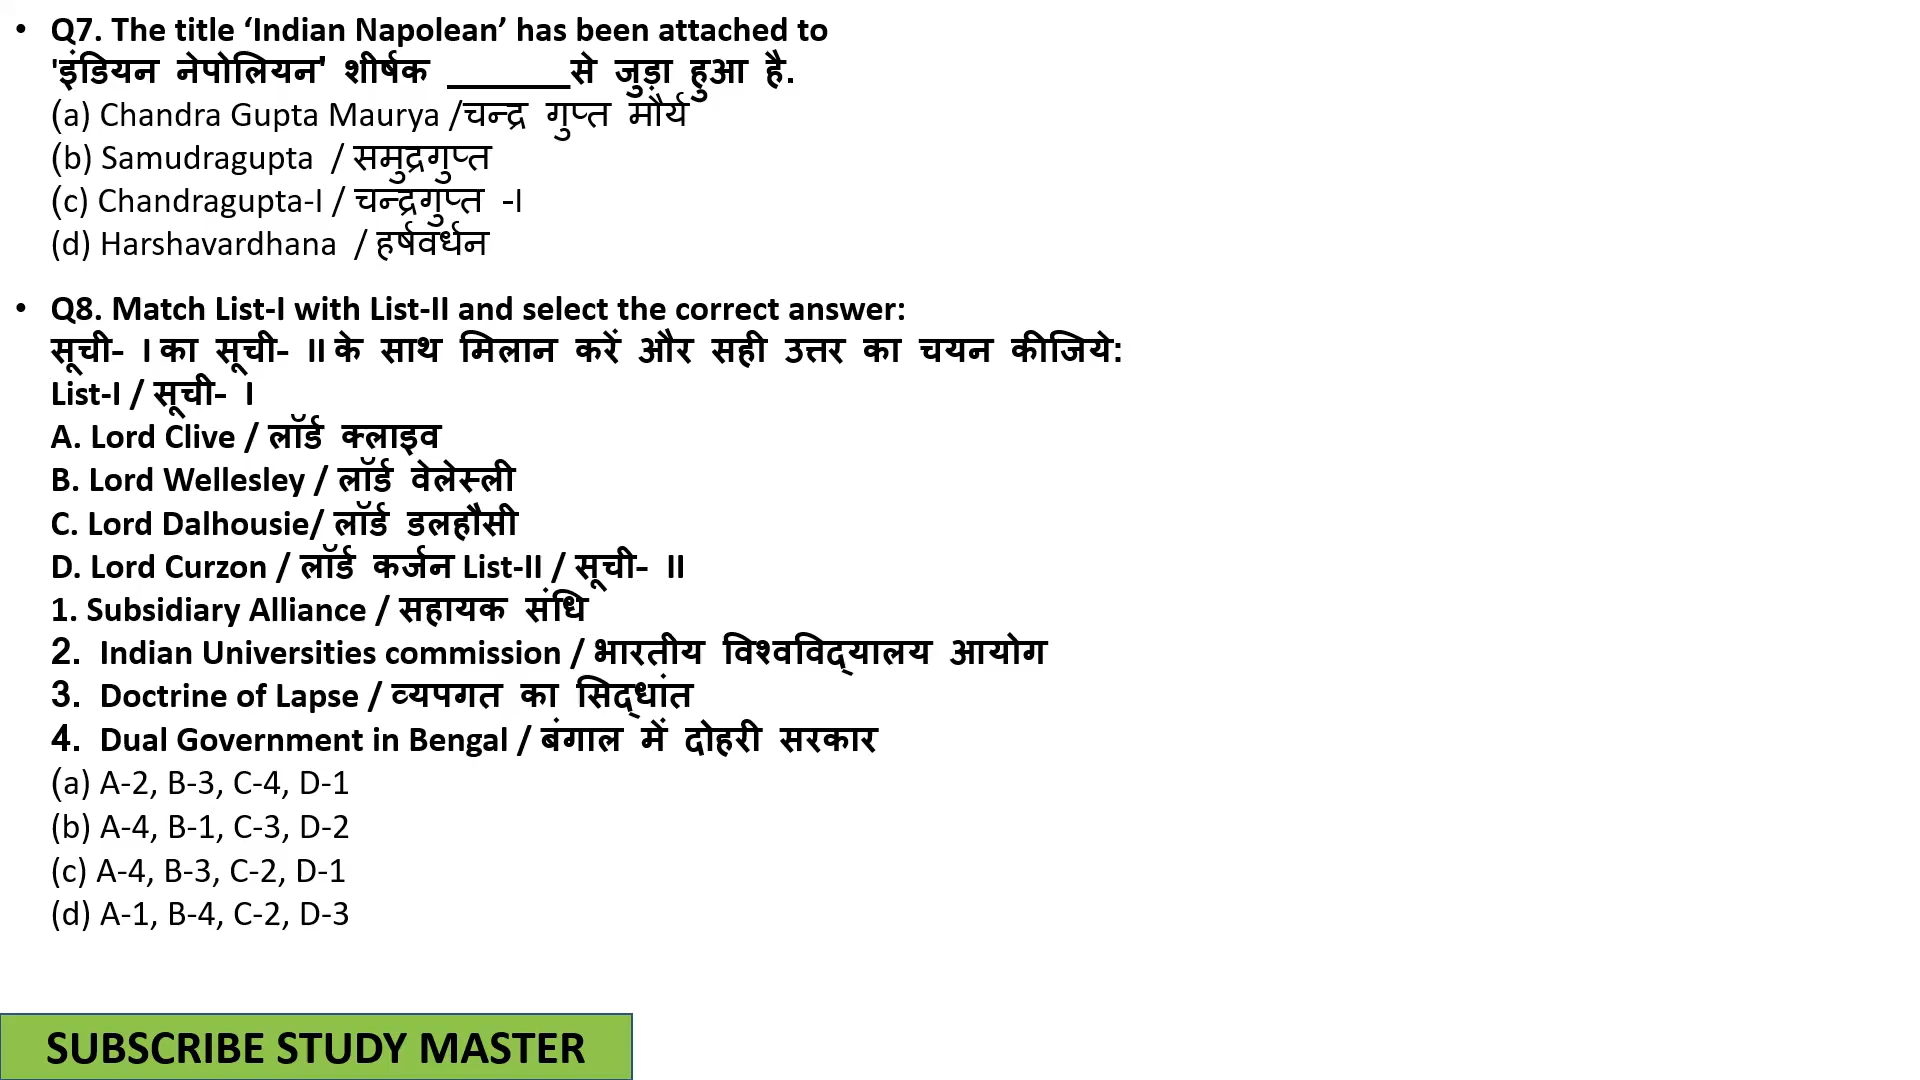 • Q7. The title ‘Indian Napolean’ has been attached to
'इंडियन नेपोलियन' शीर्षक _______से जुड़ा हुआ है.
(a) Chandra Gupta Maurya /चन्द्र गुप्त मौर्य
(b) Samudragupta / समुद्रगुप्त
(c) Chandragupta-I / चन्द्रगुप्त -I
(d) Harshavardhana / हर्षवर्धन
• Q8. Match List-I with List-II and select the correct answer:
सूची- I का सूची- II के साथ मिलान करें और सही उत्तर का चयन कीजिये:
List-I / सूची- I
A. Lord Clive / लॉर्ड क्लाइव
B. Lord Wellesley / लॉर्ड वेलेस्ली
C. Lord Dalhousie/ लॉर्ड डलहौसी
D. Lord Curzon / लॉर्ड कर्जन List-II / सूची- II
1. Subsidiary Alliance / सहायक संधि
2. Indian Universities commission / भारतीय विश्वविद्यालय आयोग
3. Doctrine of Lapse / व्यपगत का सिद्धांत
4. Dual Government in Bengal / बंगाल में दोहरी सरकार
(a) A-2, B-3, C-4, D-1
(b) A-4, B-1, C-3, D-2
(c) A-4, B-3, C-2, D-1
(d) A-1, B-4, C-2, D-3
SUBSCRIBE STUDY MASTER